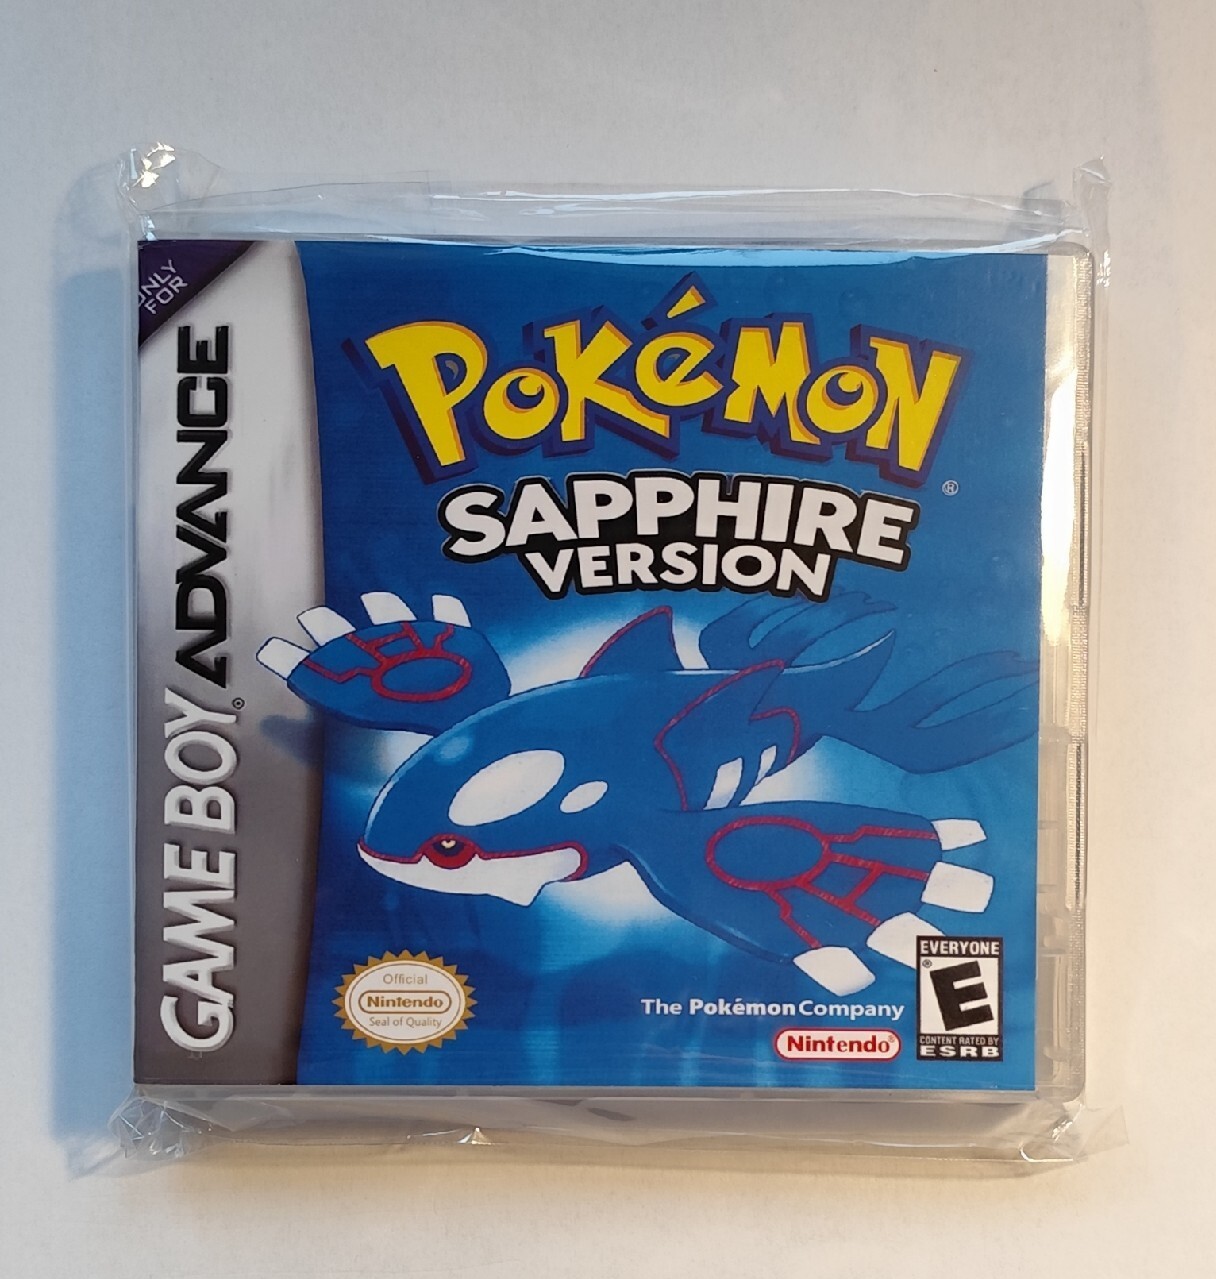 ONLY
FOR
GAME BOY ADVANCE
POKéMON
®
SAPPHIRE
VERSION
Official
Nintendo
Seal of Quality
The Pokémon Company
Nintendo®
EVERYONE
E
®
CONTENT RATED BY
ESRB